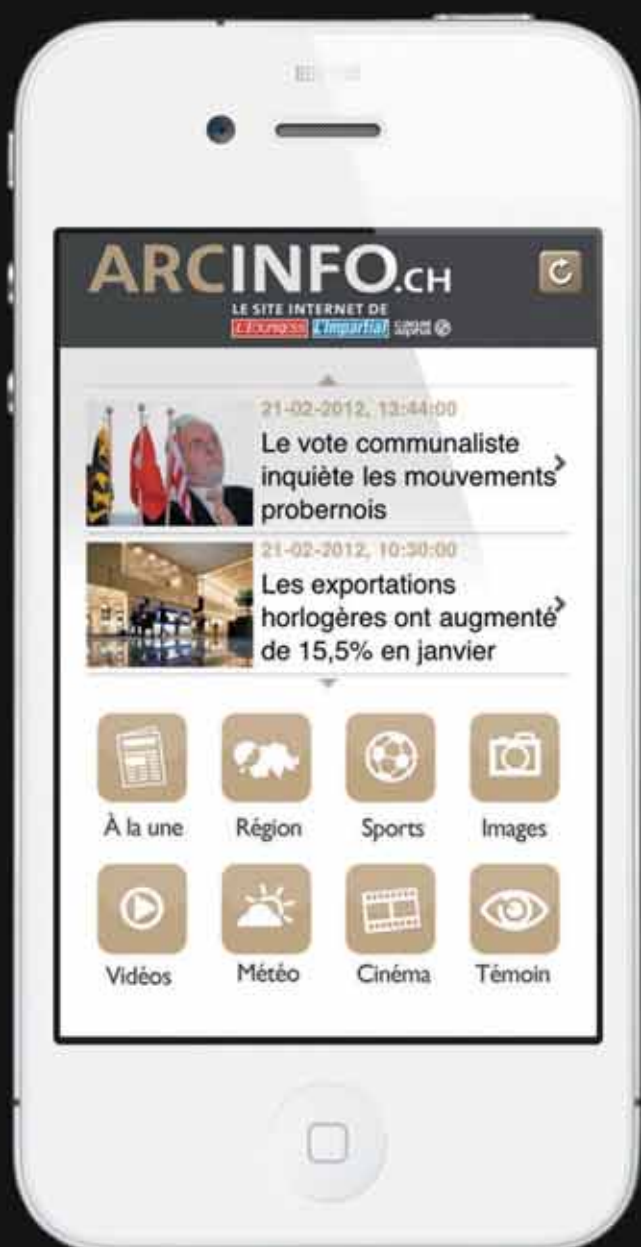 ARCINFO.CH
LE SITE INTERNET DE
L'EXPRESS L'Impartial
21-02-2012, 13:44:00
Le vote communaliste
inquiète les mouvements
probernois
21-02-2012, 10:30:00
Les exportations
horlogères ont augmenté
de 15,5% en janvier
À la une Région Sports Images
Vidéos Météo Cinéma Témoin